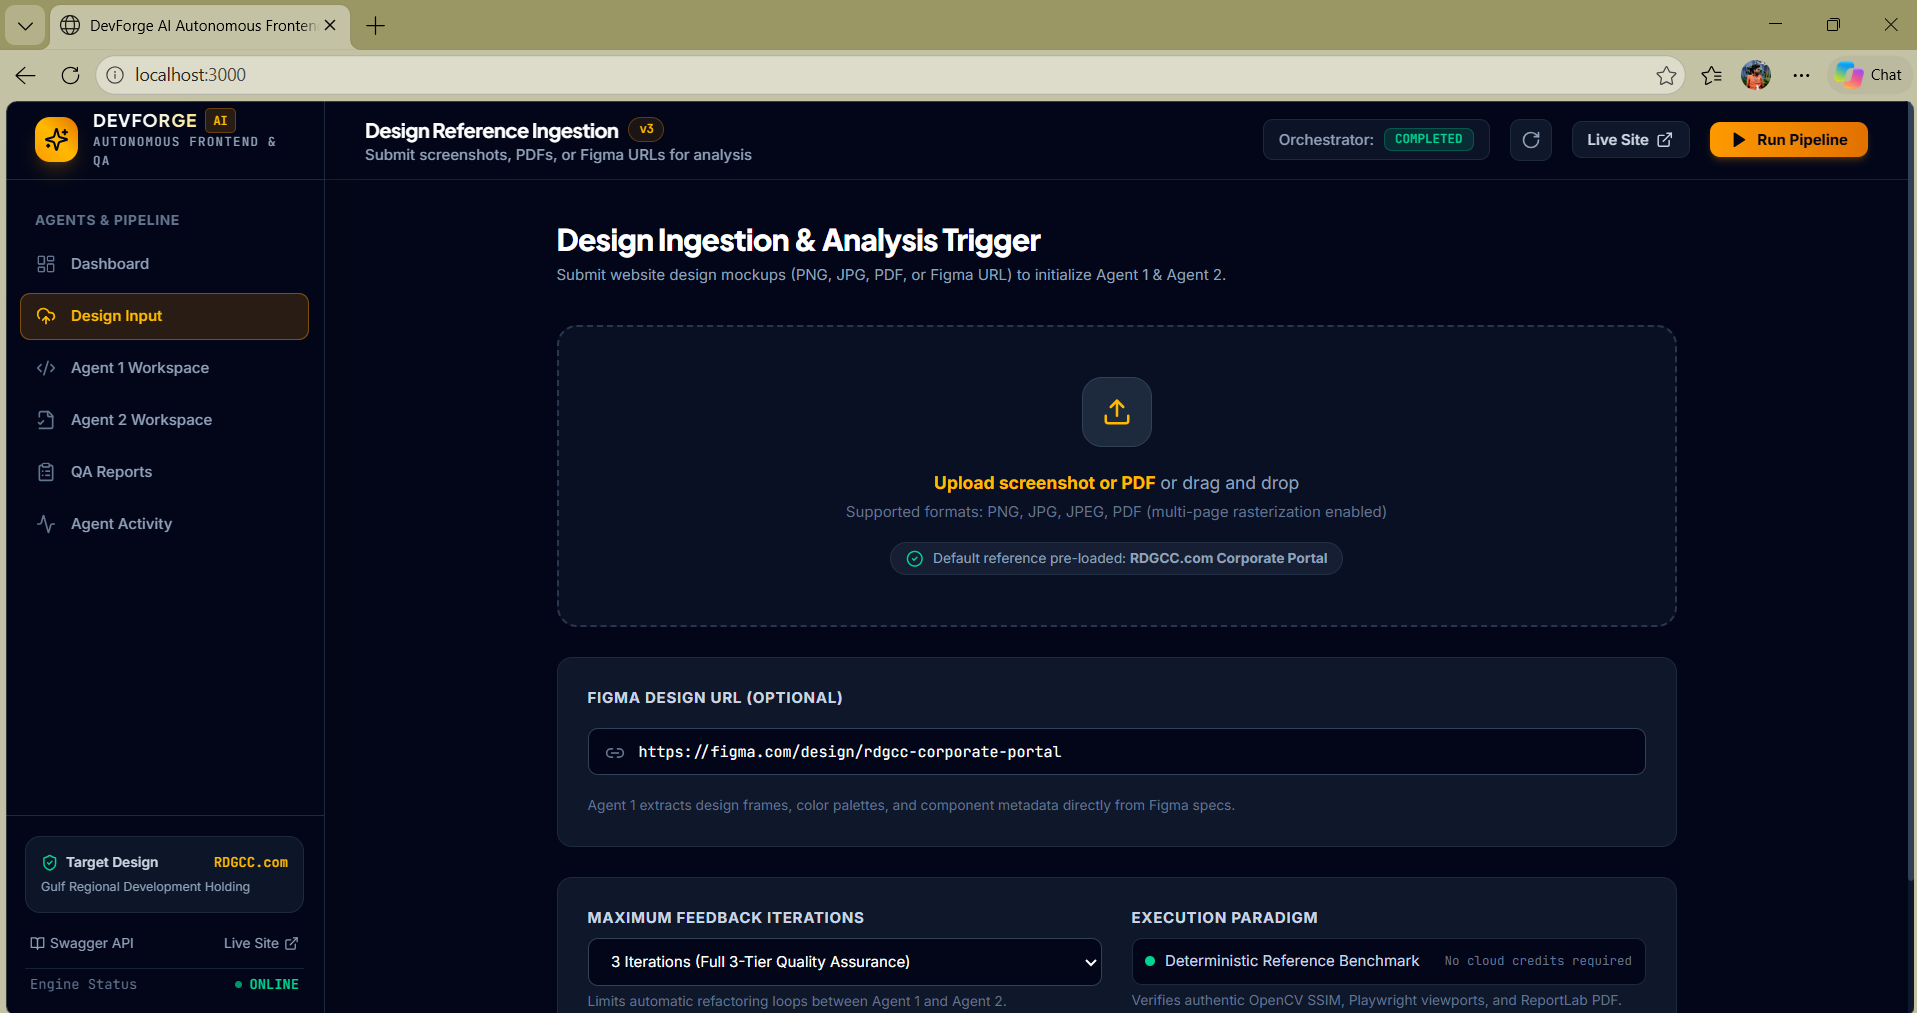 DevForge AI Autonomous Fronten
localhost:3000
Chat
DEVFORGE AI
AUTONOMOUS FRONTEND &
QA
Design Reference Ingestion v3
Submit screenshots, PDFs, or Figma URLs for analysis
Orchestrator: COMPLETED
Live Site
Run Pipeline
AGENTS & PIPELINE
Dashboard
Design Input
Agent 1 Workspace
Agent 2 Workspace
QA Reports
Agent Activity
Target Design RDGCC.com
Gulf Regional Development Holding
Swagger API Live Site
Engine Status ONLINE
Design Ingestion & Analysis Trigger
Submit website design mockups (PNG, JPG, PDF, or Figma URL) to initialize Agent 1 & Agent 2.
Upload screenshot or PDF or drag and drop
Supported formats: PNG, JPG, JPEG, PDF (multi-page rasterization enabled)
Default reference pre-loaded: RDGCC.com Corporate Portal
FIGMA DESIGN URL (OPTIONAL)
https://figma.com/design/rdgcc-corporate-portal
Agent 1 extracts design frames, color palettes, and component metadata directly from Figma specs.
MAXIMUM FEEDBACK ITERATIONS
3 Iterations (Full 3-Tier Quality Assurance)
Limits automatic refactoring loops between Agent 1 and Agent 2.
EXECUTION PARADIGM
Deterministic Reference Benchmark No cloud credits required
Verifies authentic OpenCV SSIM, Playwright viewports, and ReportLab PDF.